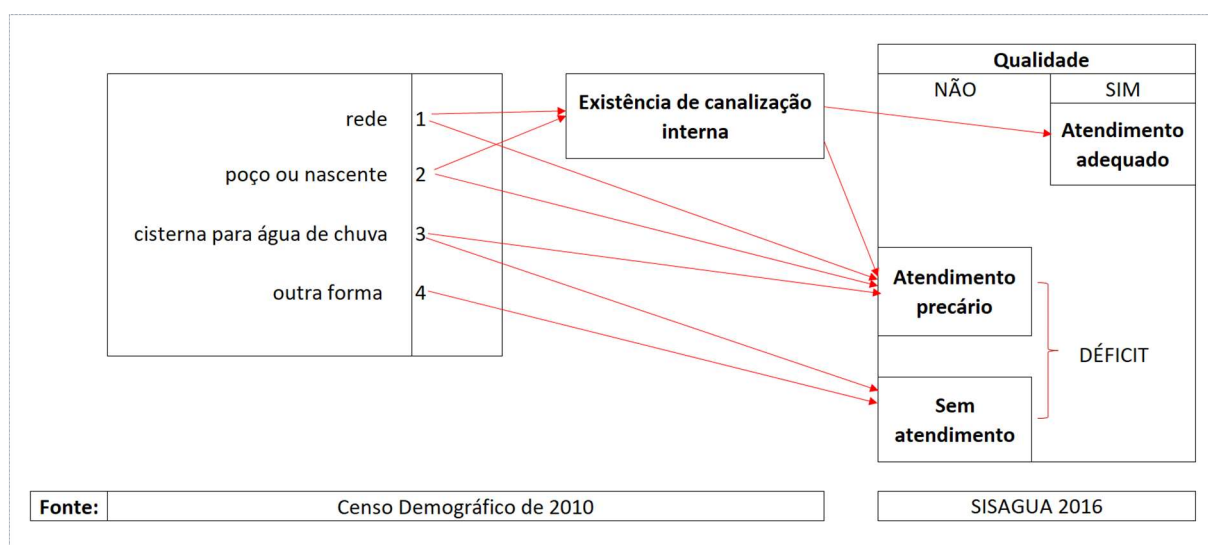 Qualidade
NÃO SIM
rede 1
Existência de canalização
interna
Atendimento
adequado
poço ou nascente 2
cisterna para água de chuva 3
outra forma 4
Atendimento
precário
DÉFICIT
Sem
atendimento
Fonte: Censo Demográfico de 2010 SISAGUA 2016